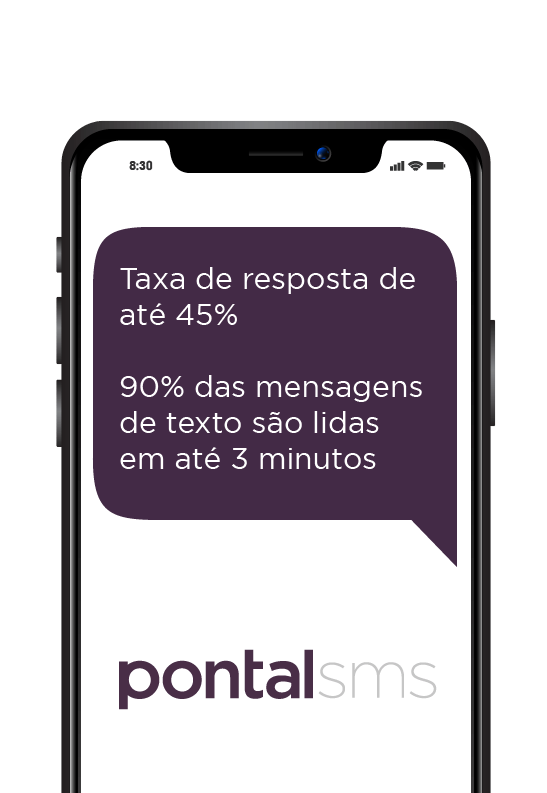 8:30
Taxa de resposta de
até 45%
90% das mensagens
de texto são lidas
em até 3 minutos
pontalsms